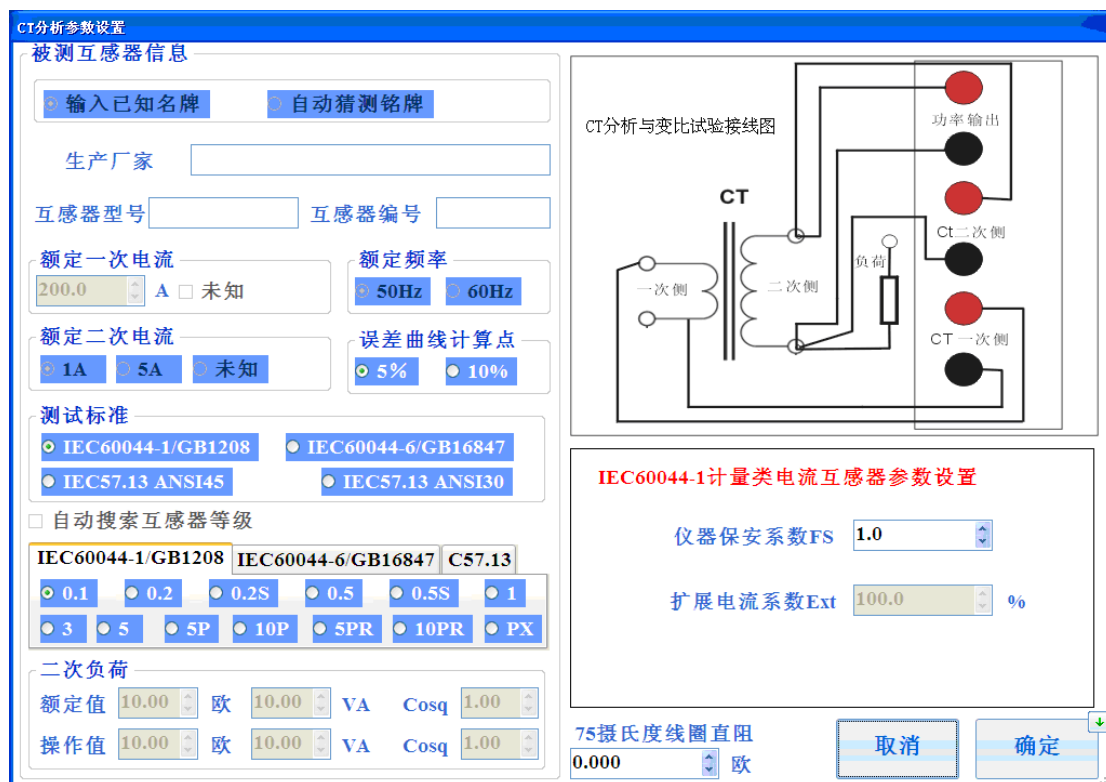 CT分析参数设置
被测互感器信息
输入已知名牌 自动猜测铭牌
生产厂家
互感器型号 互感器编号
额定一次电流 额定频率
200.0 A 未知 50Hz 60Hz
额定二次电流 误差曲线计算点
1A 5A 未知 5% 10%
测试标准
IEC60044-1/GB1208 IEC60044-6/GB16847
IEC57.13 ANSI45 IEC57.13 ANSI30
自动搜索互感器等级
IEC60044-1/GB1208 IEC60044-6/GB16847 C57.13
0.1 0.2 0.2S 0.5 0.5S 1
3 5 5P 10P 5PR 10PR PX
二次负荷
额定值 10.00 欧 10.00 VA Cosq 1.00
操作值 10.00 欧 10.00 VA Cosq 1.00
CT分析与变比试验接线图
功率输出
CT
Ct二次侧
负荷
一次侧 二次侧
CT一次侧
IEC60044-1计量类电流互感器参数设置
仪器保安系数FS 1.0
扩展电流系数Ext 100.0 %
75摄氏度线圈直阻
0.000 欧
取消 确定